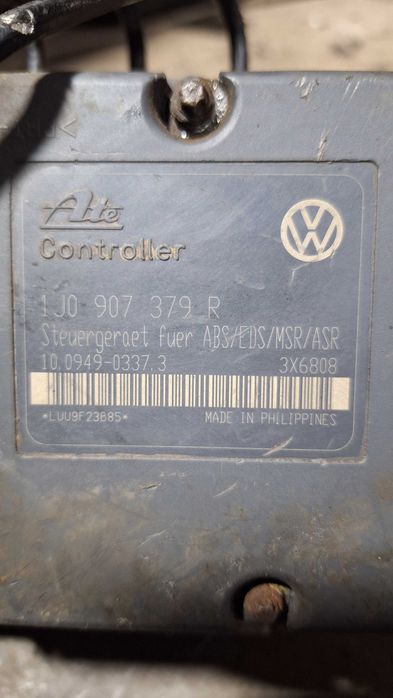 Ate
VW
Controller
1J0 907 379 R
Steuergeraet fuer ABS/EDS/MSR/ASR
10.0949-0337.3 3X6808
*LUU9F23685*
MADE IN PHILIPPINES